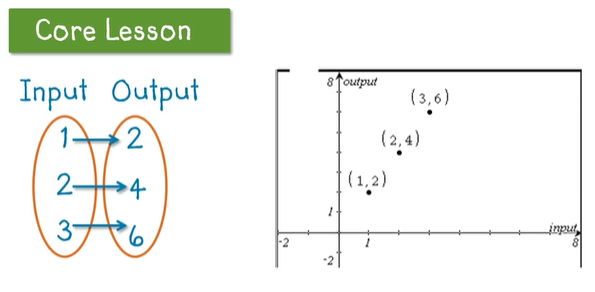 Core Lesson
Input Output
1 2
2 4
3 6
8 output
(3,6)
(2,4)
(1,2)
1
input
-2 1 8
-2